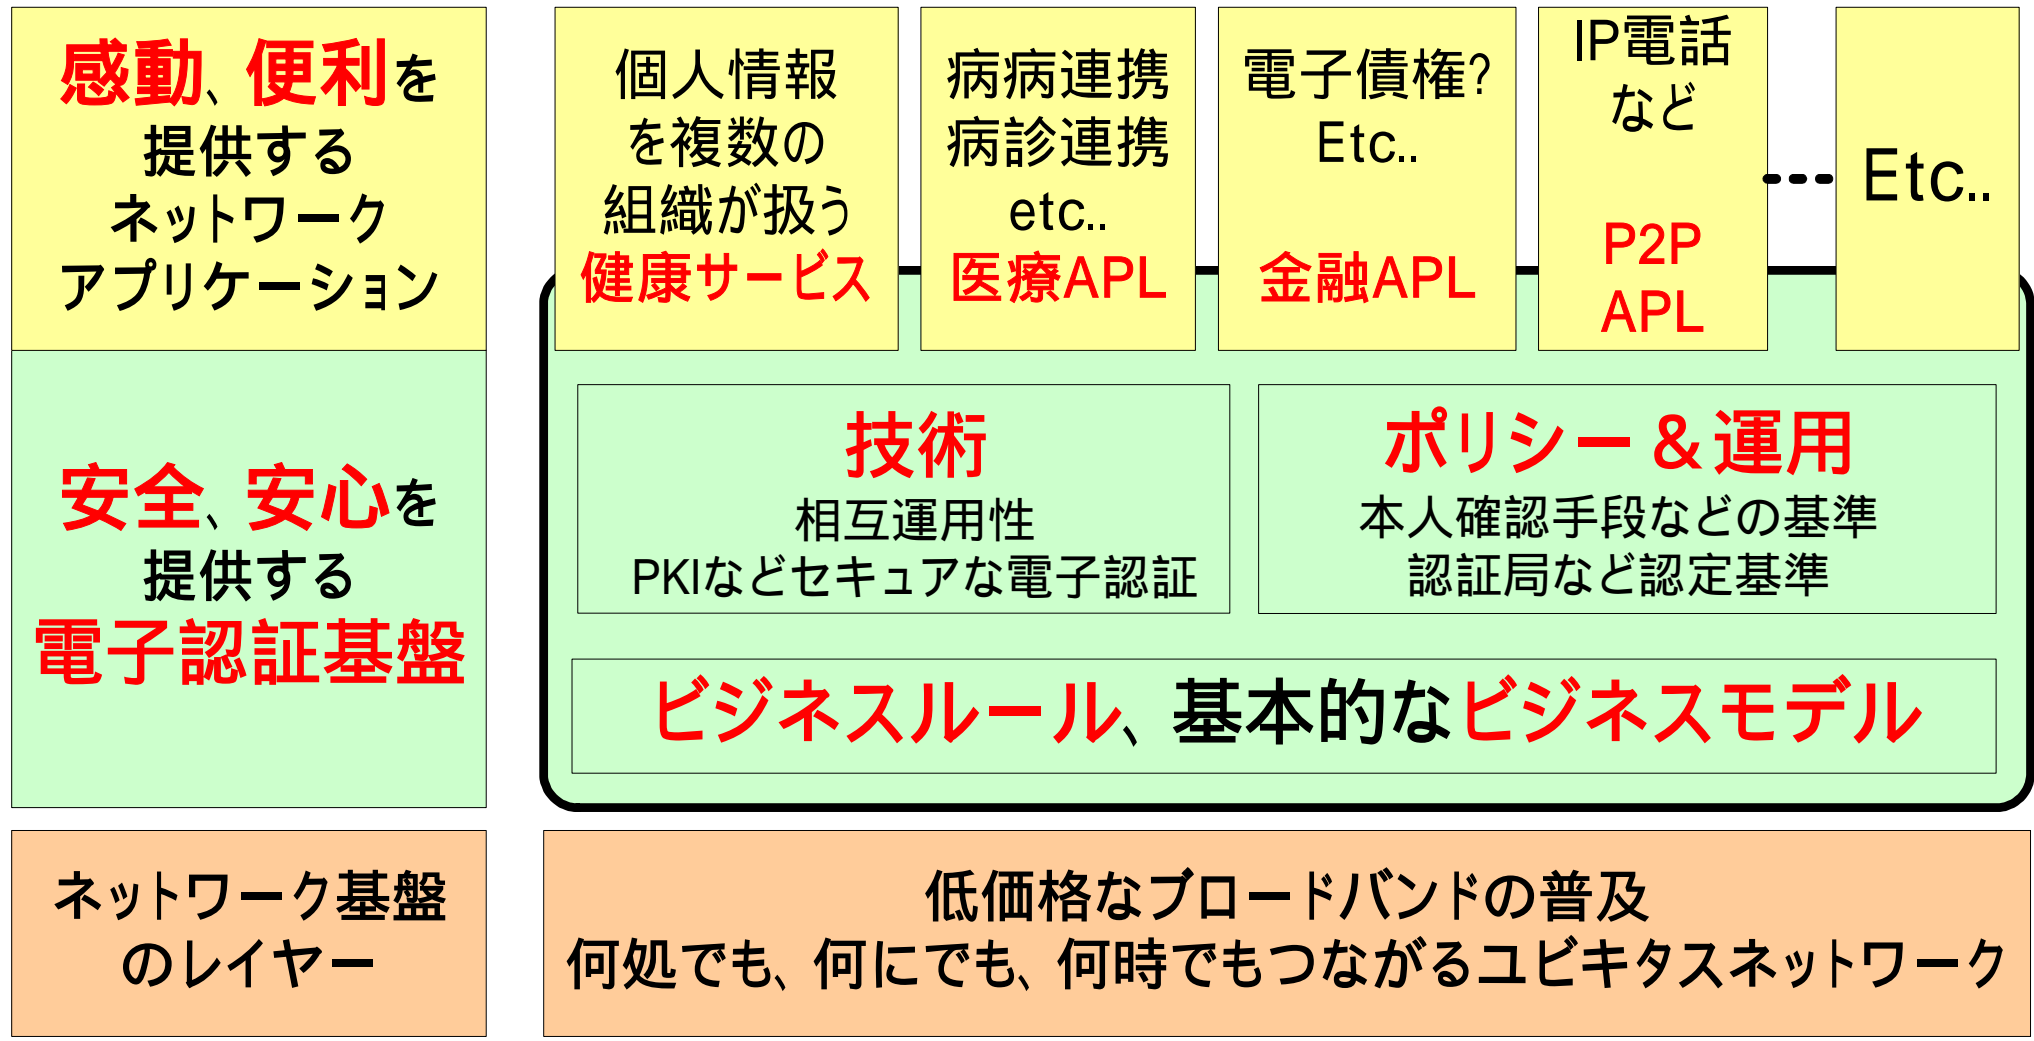 感動、便利を
提供する
ネットワーク
アプリケーション
個人情報
を複数の
組織が扱う
健康サービス
病病連携
病診連携
etc..
医療APL
電子債権?
Etc..
金融APL
IP電話
など
P2P
APL
Etc..
安全、安心を
提供する
電子認証基盤
技術
相互運用性
PKIなどセキュアな電子認証
ポリシー＆運用
本人確認手段などの基準
認証局など認定基準
ビジネスルール、基本的なビジネスモデル
ネットワーク基盤
のレイヤー
低価格なブロードバンドの普及
何処でも、何にでも、何時でもつながるユビキタスネットワーク